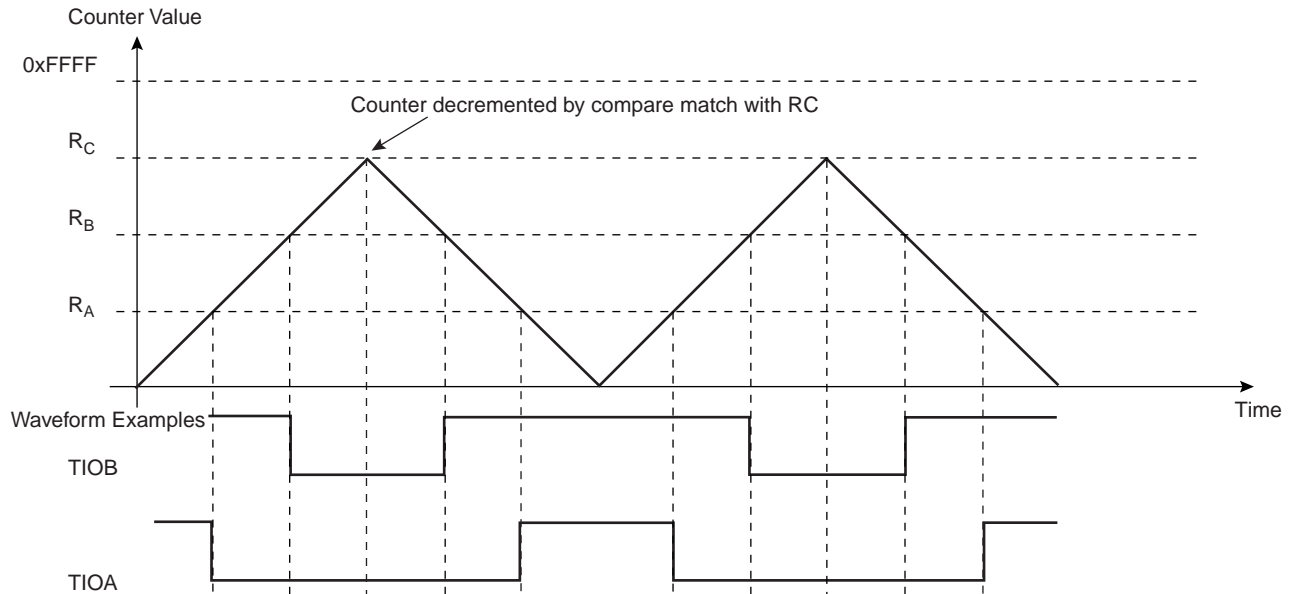 Counter Value
0xFFFF
Counter decremented by compare match with RC
RC
RB
RA
Time
Waveform Examples
TIOB
TIOA